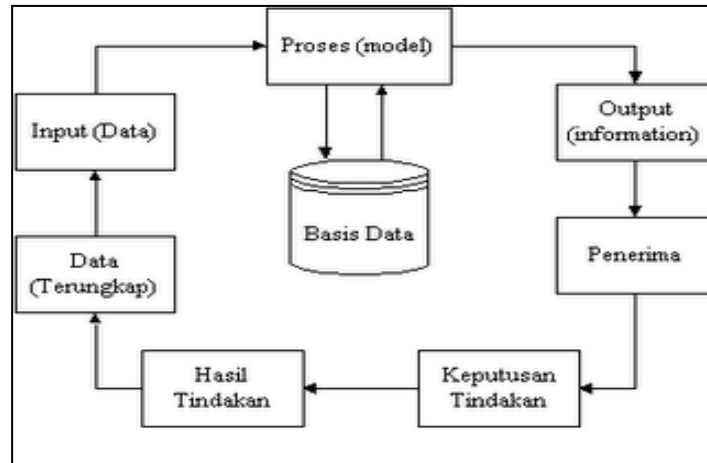 Proses (model)
Input (Data)
Output
(information)
Basis Data
Data
(Terungkap)
Penerima
Hasil
Tindakan
Keputusan
Tindakan